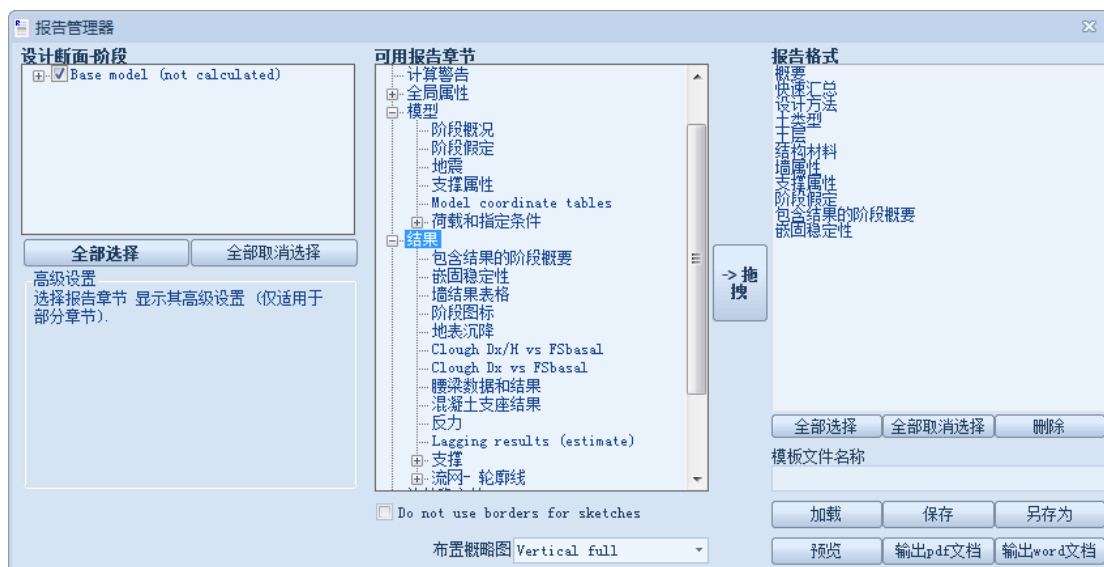 报告管理器
设计断面-阶段
Base model (not calculated)
全部选择
全部取消选择
高级设置
选择报告章节 显示其高级设置 (仅适用于
部分章节).
可用报告章节
计算警告
全局属性
模型
阶段概况
阶段假定
地震
支撑属性
Model coordinate tables
荷载和指定条件
结果
包含结果的阶段概要
嵌固稳定性
墙结果表格
阶段图标
地表沉降
Clough Dx/H vs FSbasal
Clough Dx vs FSbasal
腰梁数据和结果
混凝土支座结果
反力
Lagging results (estimate)
支撑
流网- 轮廓线
Do not use borders for sketches
布置概略图 Vertical full
-> 拖
拽
报告格式
概要
快速汇总
设计方法
土类型
土层
结构材料
墙属性
支撑属性
阶段假定
包含结果的阶段概要
嵌固稳定性
全部选择
全部取消选择
删除
模板文件名称
加载
保存
另存为
预览
输出pdf文档
输出word文档